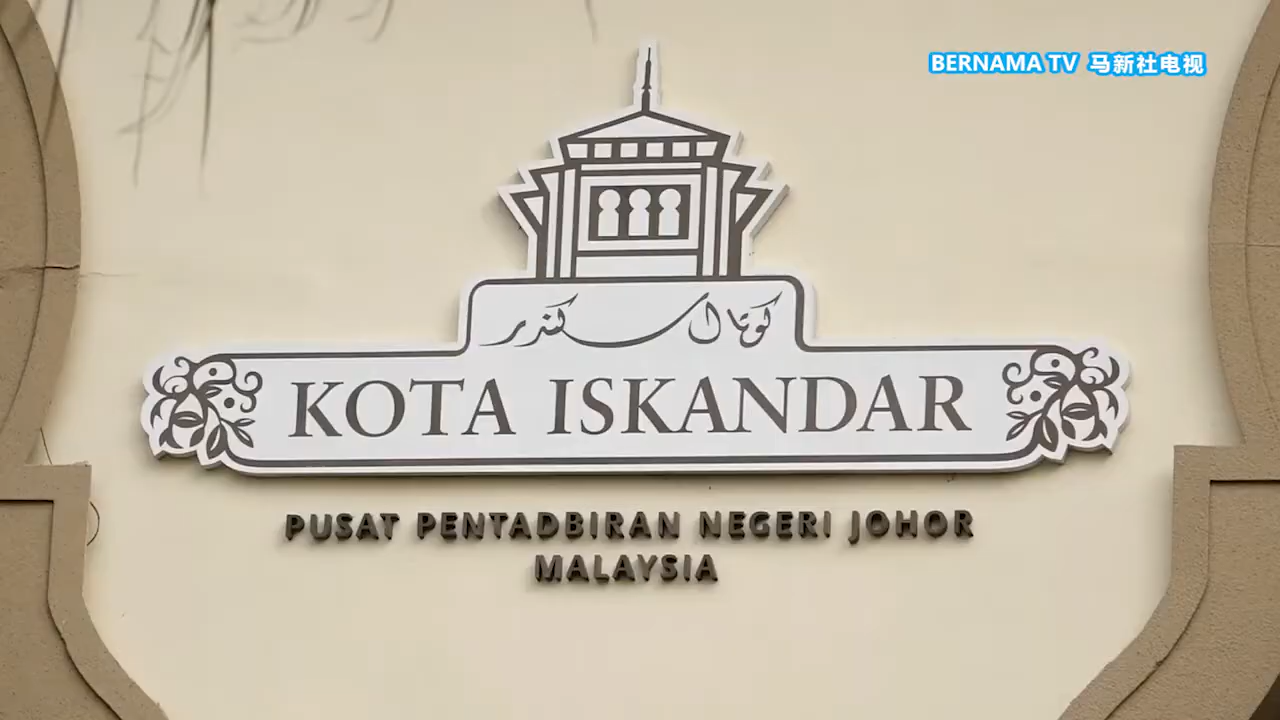 BERNAMA TV 马新社电视
كوتا اسكندر
KOTA ISKANDAR
PUSAT PENTADBIRAN NEGERI JOHOR
MALAYSIA